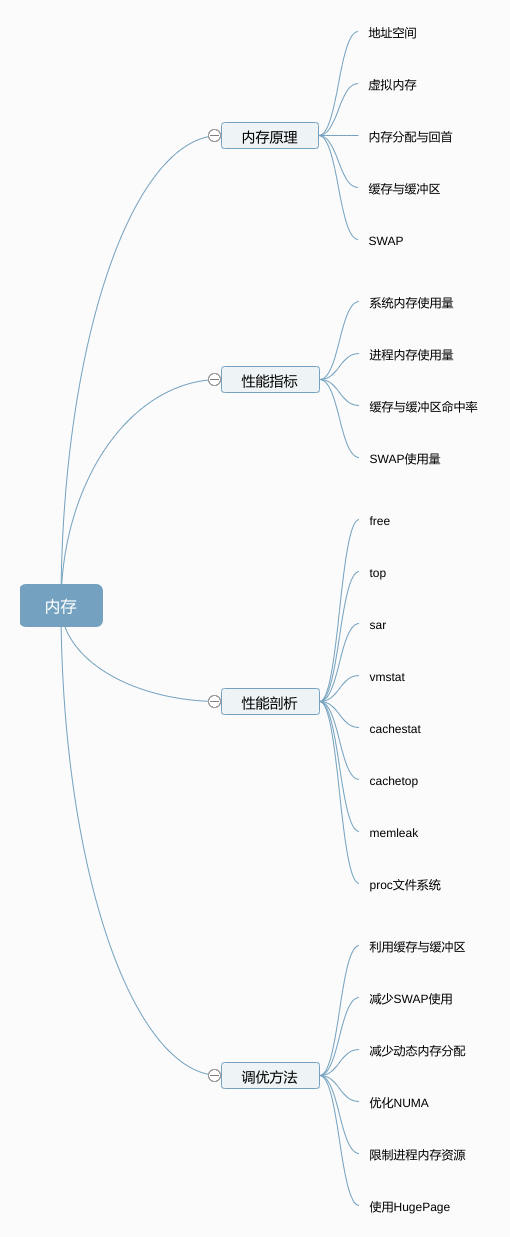 内存
内存原理
地址空间
虚拟内存
内存分配与回首
缓存与缓冲区
SWAP
性能指标
系统内存使用量
进程内存使用量
缓存与缓冲区命中率
SWAP使用量
性能剖析
free
top
sar
vmstat
cachestat
cachetop
memleak
proc文件系统
调优方法
利用缓存与缓冲区
减少SWAP使用
减少动态内存分配
优化NUMA
限制进程内存资源
使用HugePage